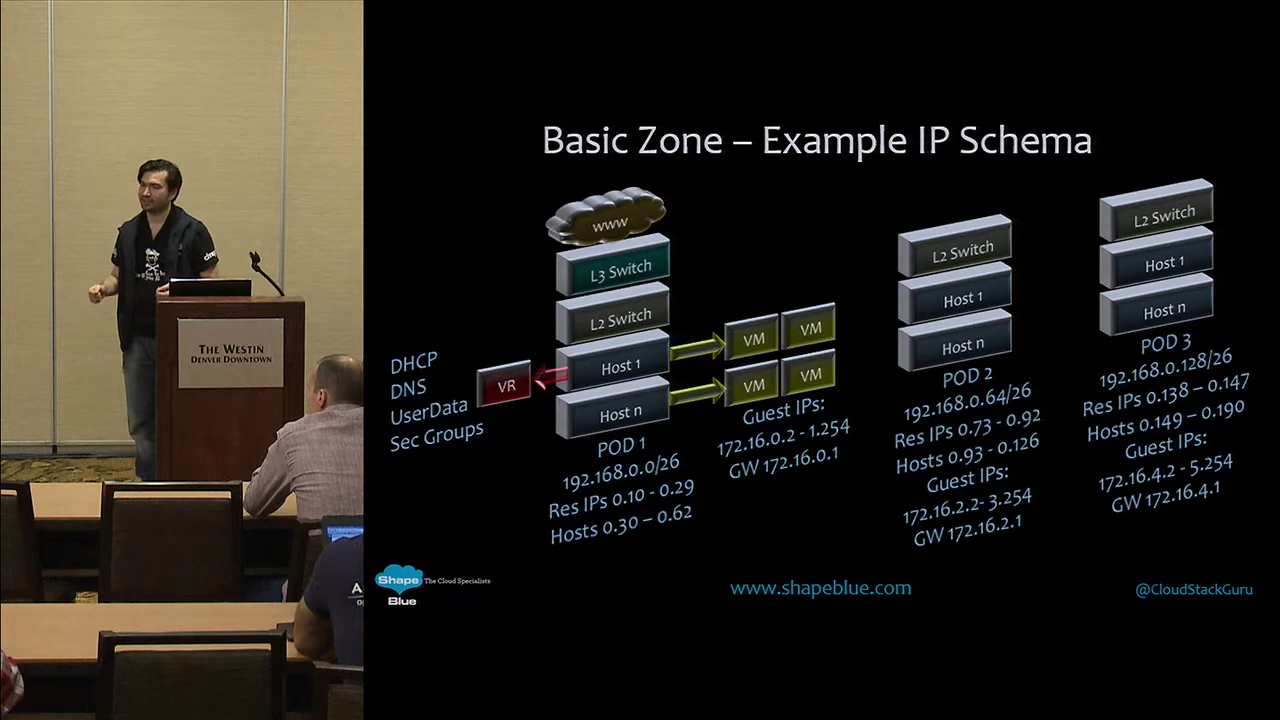 Basic Zone – Example IP Schema
www
L3 Switch
L2 Switch
Host 1
Host n
VR
DHCP
DNS
UserData
Sec Groups
VM
VM
VM
VM
Guest IPs:
172.16.0.2 - 1.254
GW 172.16.0.1
POD 1
192.168.0.0/26
Res IPs 0.10 - 0.29
Hosts 0.30 – 0.62
L2 Switch
Host 1
Host n
POD 2
192.168.0.64/26
Res IPs 0.73 - 0.92
Hosts 0.93 - 0.126
Guest IPs:
172.16.2.2- 3.254
GW 172.16.2.1
L2 Switch
Host 1
Host n
POD 3
192.168.0.128/26
Res IPs 0.138 – 0.147
Hosts 0.149 – 0.190
Guest IPs:
172.16.4.2 - 5.254
GW 172.16.4.1
Shape
Blue
The Cloud Specialists
www.shapeblue.com
@CloudStackGuru
THE WESTIN
DENVER DOWNTOWN